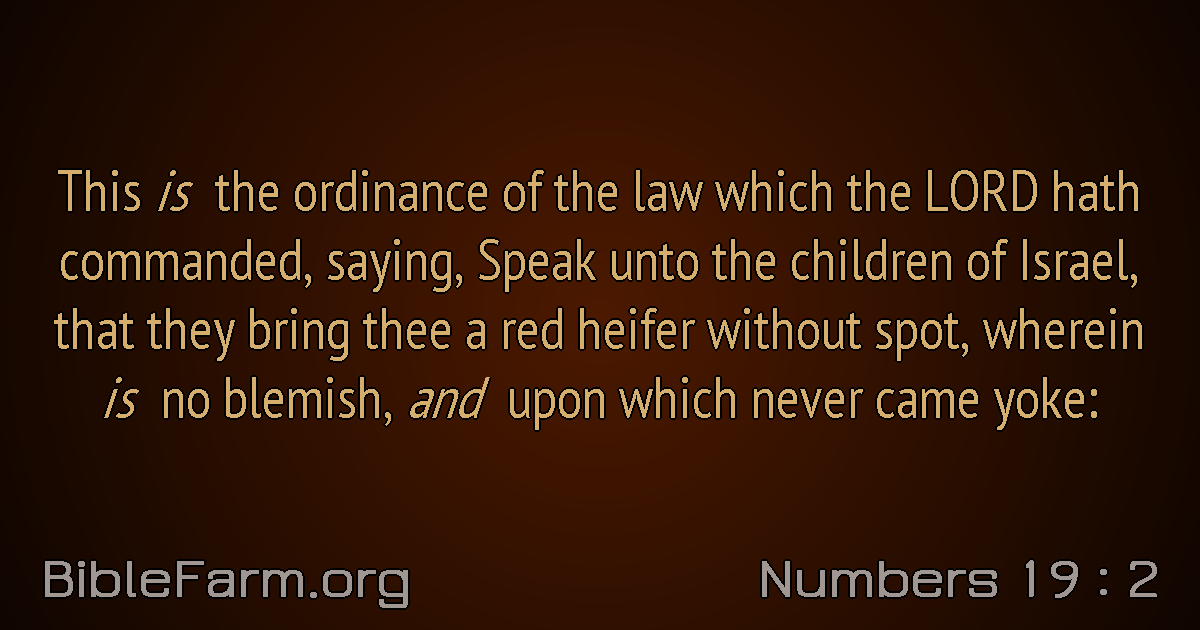 This is the ordinance of the law which the LORD hath
commanded, saying, Speak unto the children of Israel,
that they bring thee a red heifer without spot, wherein
is no blemish, and upon which never came yoke:
BibleFarm.org
Numbers 19 : 2